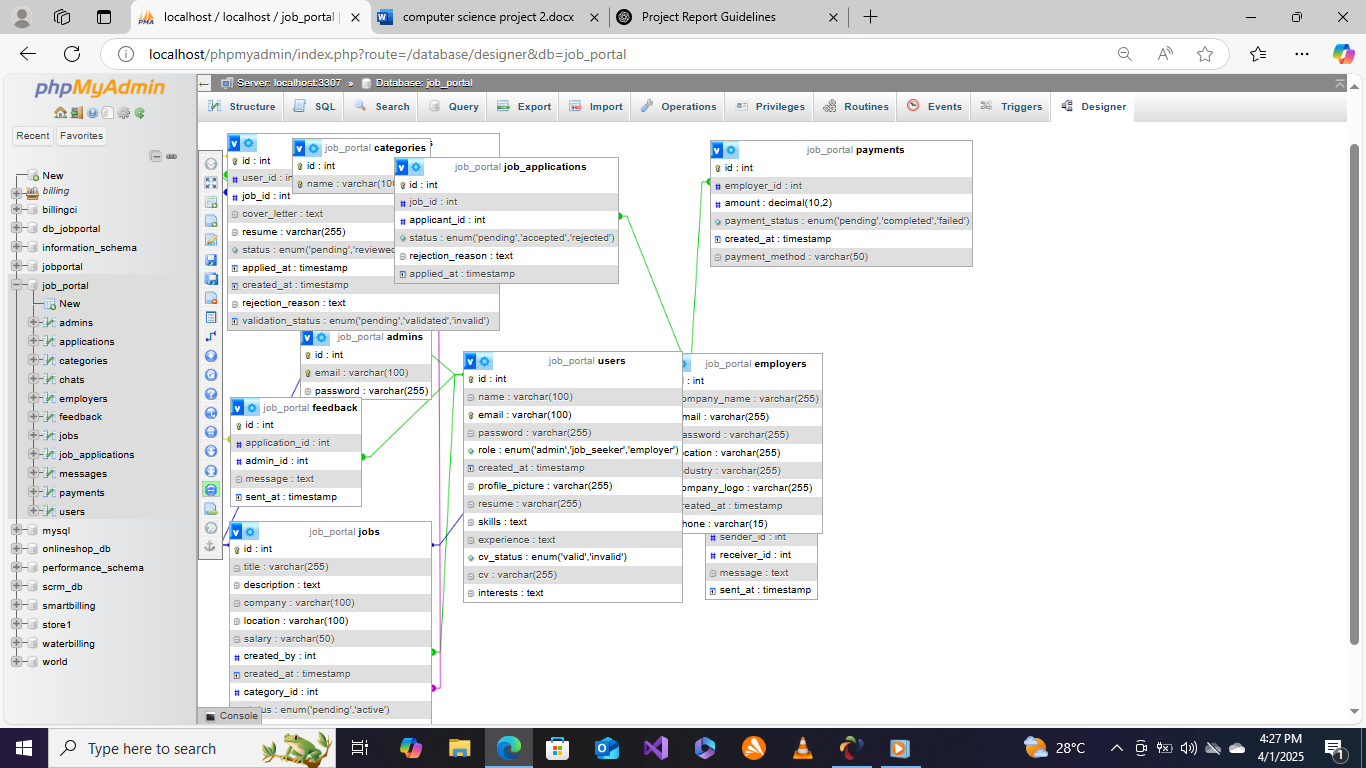 localhost / localhost / job_portal |
computer science project 2.docx
Project Report Guidelines
localhost/phpmyadmin/index.php?route=/database/designer&db=job_portal
phpMyAdmin
Recent
Favorites
New
billing
billingci
db_jobportal
information_schema
jobportal
job_portal
New
admins
applications
categories
chats
employers
feedback
jobs
job_applications
messages
payments
users
mysql
onlineshop_db
performance_schema
scrm_db
smartbilling
store1
waterbilling
world
Server: localhost:3307 » Database: job_portal
Structure
SQL
Search
Query
Export
Import
Operations
Privileges
Routines
Events
Triggers
Designer
id : int
user_id : in
job_id : int
cover_letter : text
resume : varchar(255)
status : enum('pending','reviewed
applied_at : timestamp
created_at : timestamp
rejection_reason : text
validation_status : enum('pending','validated','invalid')
job_portal categories
id : int
name : varchar(100
job_portal job_applications
id : int
job_id : int
applicant_id : int
status : enum('pending','accepted','rejected')
rejection_reason : text
applied_at : timestamp
job_portal payments
id : int
employer_id : int
amount : decimal(10,2)
payment_status : enum('pending','completed','failed')
created_at : timestamp
payment_method : varchar(50)
job_portal admins
id : int
email : varchar(100)
password : varchar(255)
job_portal feedback
id : int
application_id : int
admin_id : int
message : text
sent_at : timestamp
job_portal users
id : int
name : varchar(100)
email : varchar(100)
password : varchar(255)
role : enum('admin','job_seeker','employer')
created_at : timestamp
profile_picture : varchar(255)
resume : varchar(255)
skills : text
experience : text
cv_status : enum('valid','invalid')
cv : varchar(255)
interests : text
job_portal employers
: int
ompany_name : varchar(255)
mail : varchar(255)
assword : varchar(255)
ocation : varchar(255)
dustry : varchar(255)
ompany_logo : varchar(255)
reated_at : timestamp
hone : varchar(15)
sender_id : int
receiver_id : int
message : text
sent_at : timestamp
job_portal jobs
id : int
title : varchar(255)
description : text
company : varchar(100)
location : varchar(100)
salary : varchar(50)
created_by : int
created_at : timestamp
category_id : int
tus : enum('pending','active')
Console
Type here to search
28°C
4:27 PM
4/1/2025
1